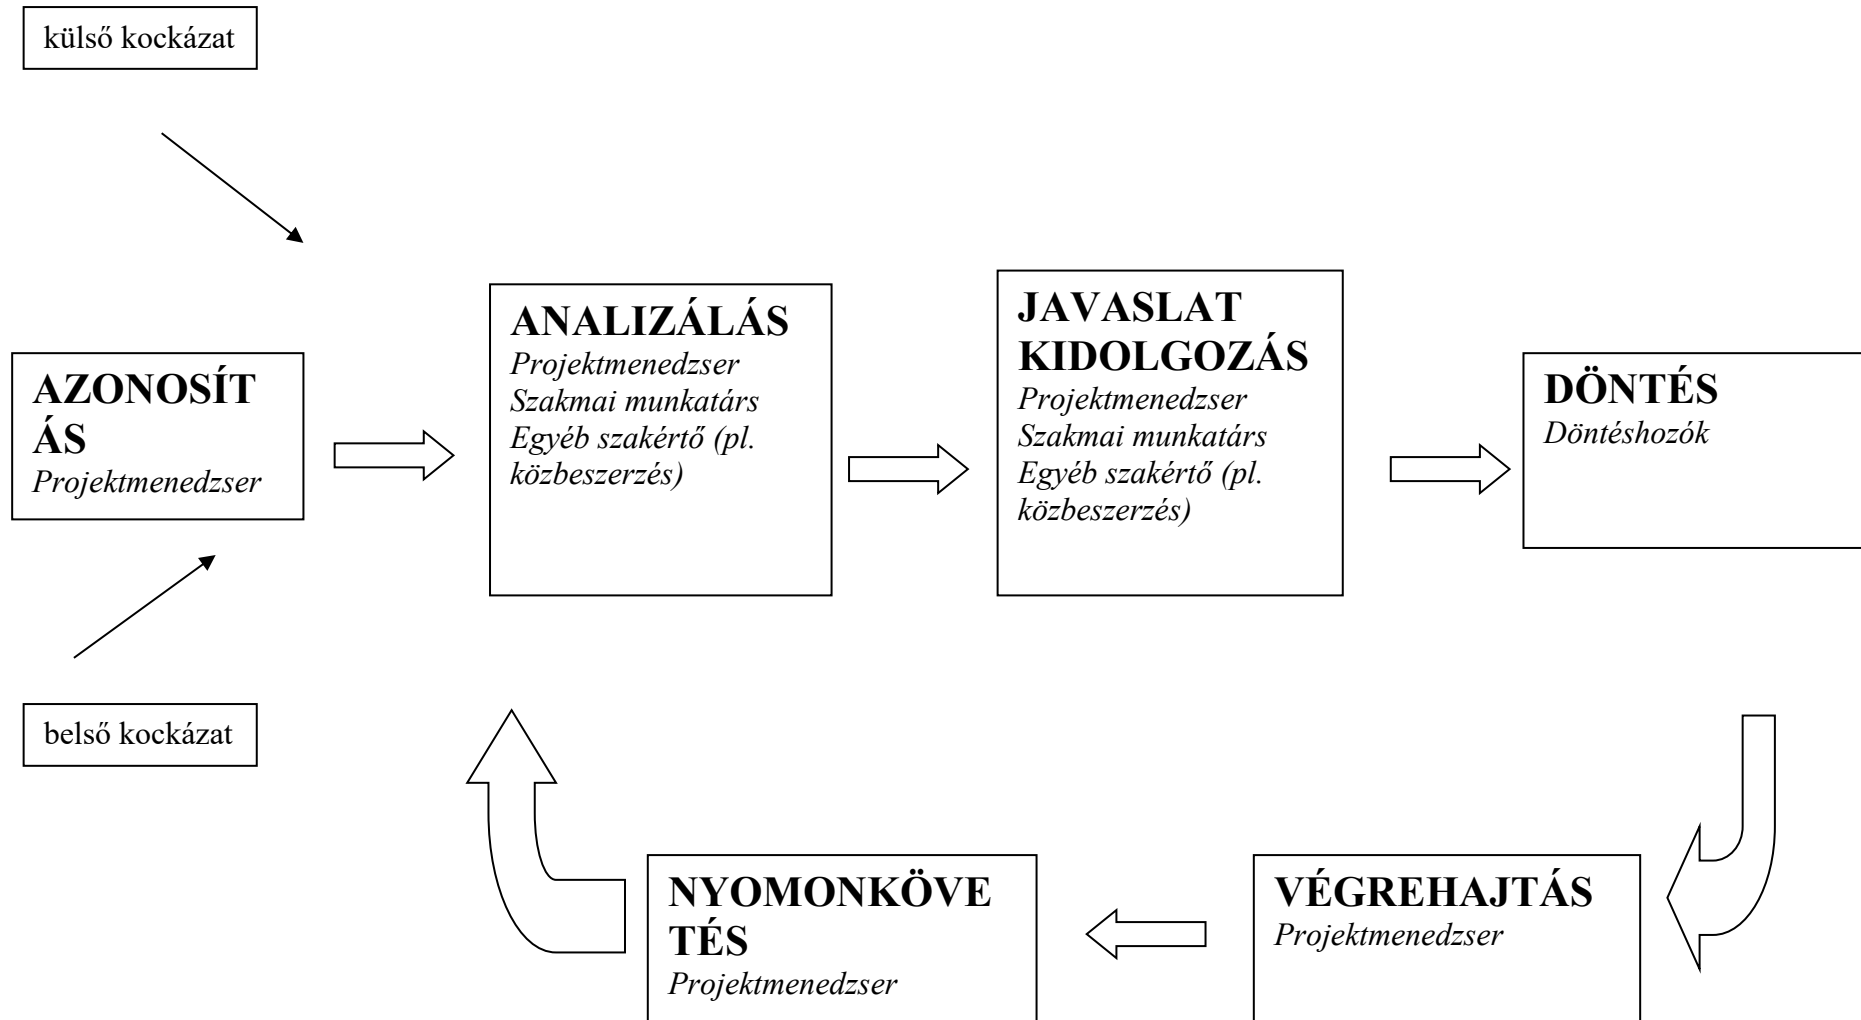 külső kockázat
AZONOSÍT
ÁS
Projektmenedzser
belső kockázat
ANALIZÁLÁS
Projektmenedzser
Szakmai munkatárs
Egyéb szakértő (pl.
közbeszerzés)
JAVASLAT
KIDOLGOZÁS
Projektmenedzser
Szakmai munkatárs
Egyéb szakértő (pl.
közbeszerzés)
DÖNTÉS
Döntéshozók
VÉGREHAJTÁS
Projektmenedzser
NYOMONKÖVE
TÉS
Projektmenedzser